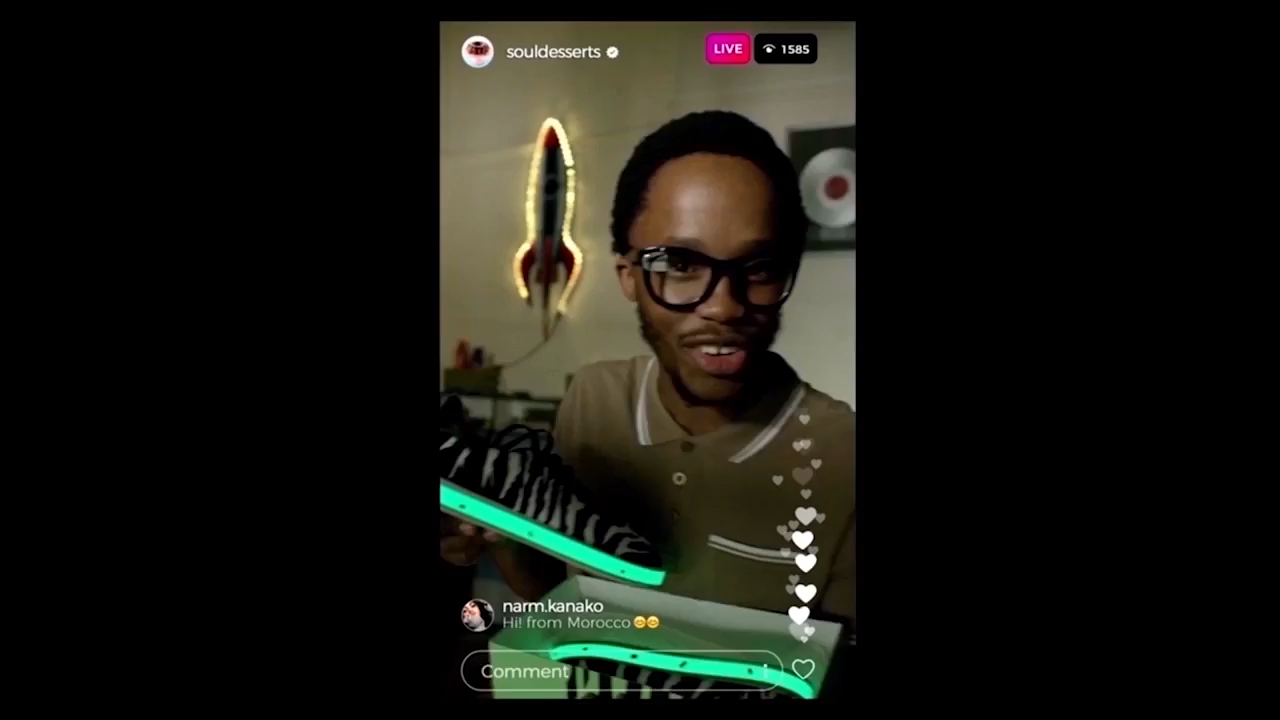 souldesserts
LIVE
1585
narm.kanako
Hi! from Morocco😊😊
Comment